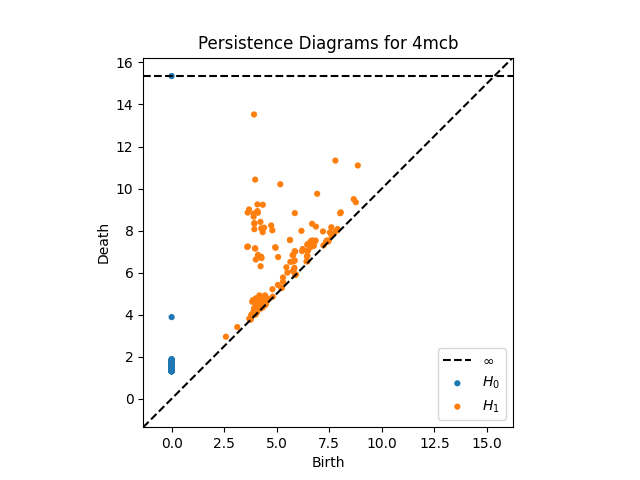 Persistence Diagrams for 4mcb
16
14
12
10
8
6
4
2
0
Death
∞
H₀
H₁
0.0 2.5 5.0 7.5 10.0 12.5 15.0
Birth